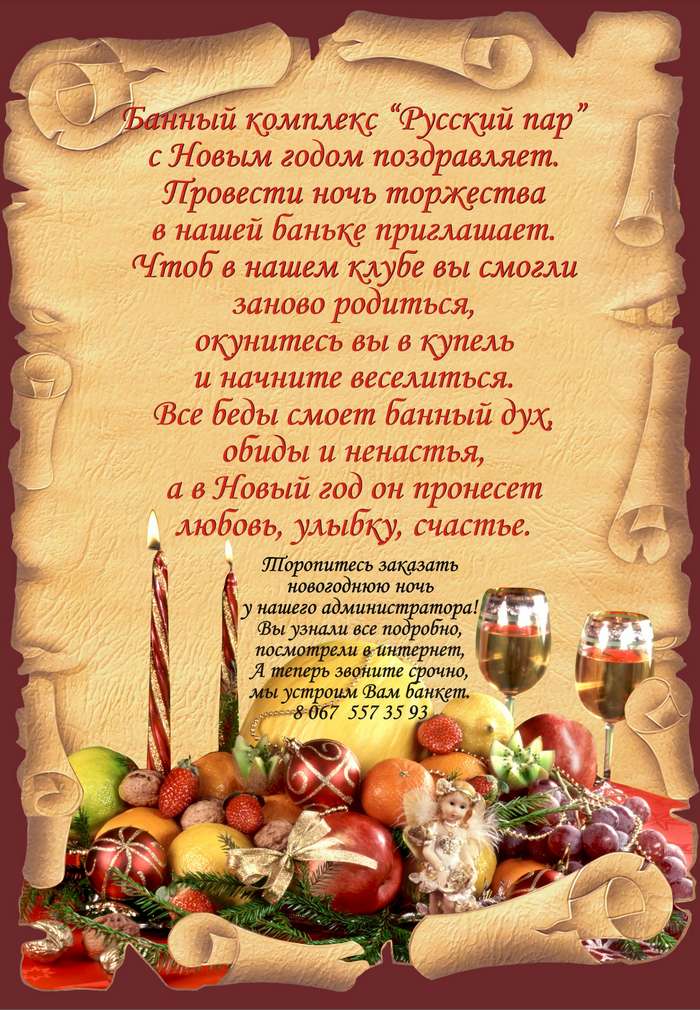 Банный комплекс “Русский пар”
с Новым годом поздравляет.
Провести ночь торжества
в нашей баньке приглашает.
Чтоб в нашем клубе вы смогли
заново родиться,
окунитесь вы в купель
и начните веселиться.
Все беды смоет банный дух,
обиды и ненастья,
а в Новый год он пронесет
любовь, улыбку, счастье.
Торопитесь заказать
новогоднюю ночь
у нашего администратора!
Вы узнали все подробно,
посмотрели в интернет,
А теперь звоните срочно,
мы устроим Вам банкет.
8 067 557 35 93